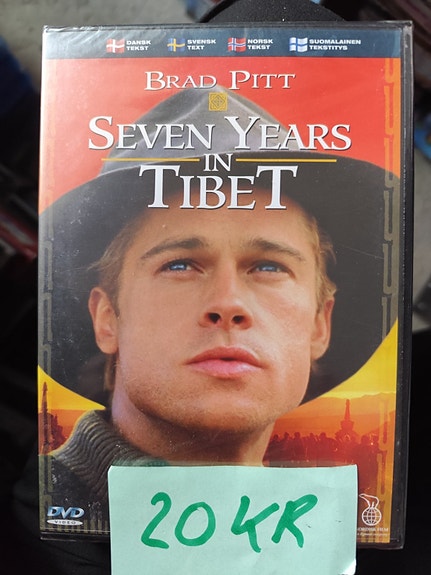 DANSK TEKST
SVENSK TEXT
NORSK TEKST
SUOMALAINEN TEKSTITYS
BRAD PITT
SEVEN YEARS
IN
TIBET
DVD
VIDEO
20 KR